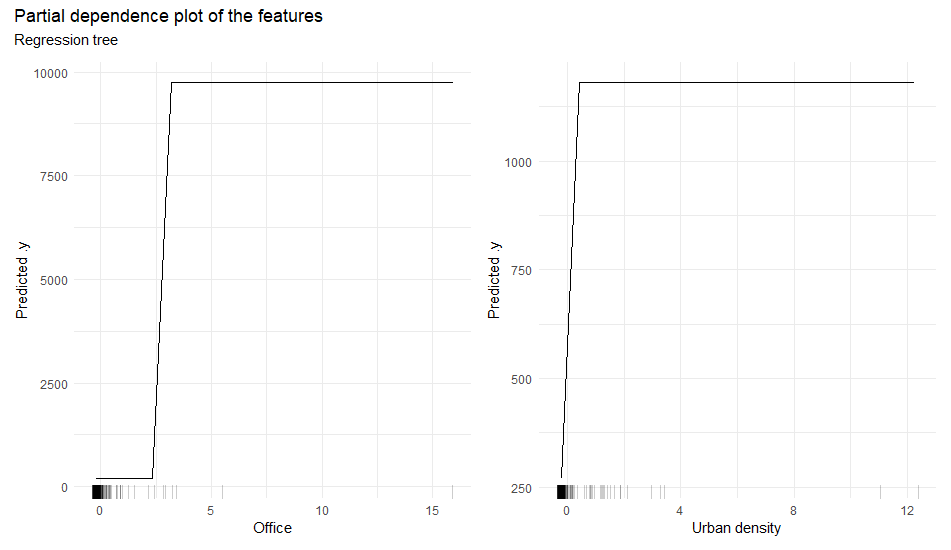 Partial dependence plot of the features
Regression tree
10000
7500
5000
2500
0
Predicted .y
0
5
10
15
Office
1000
750
500
250
Predicted .y
0
4
8
12
Urban density